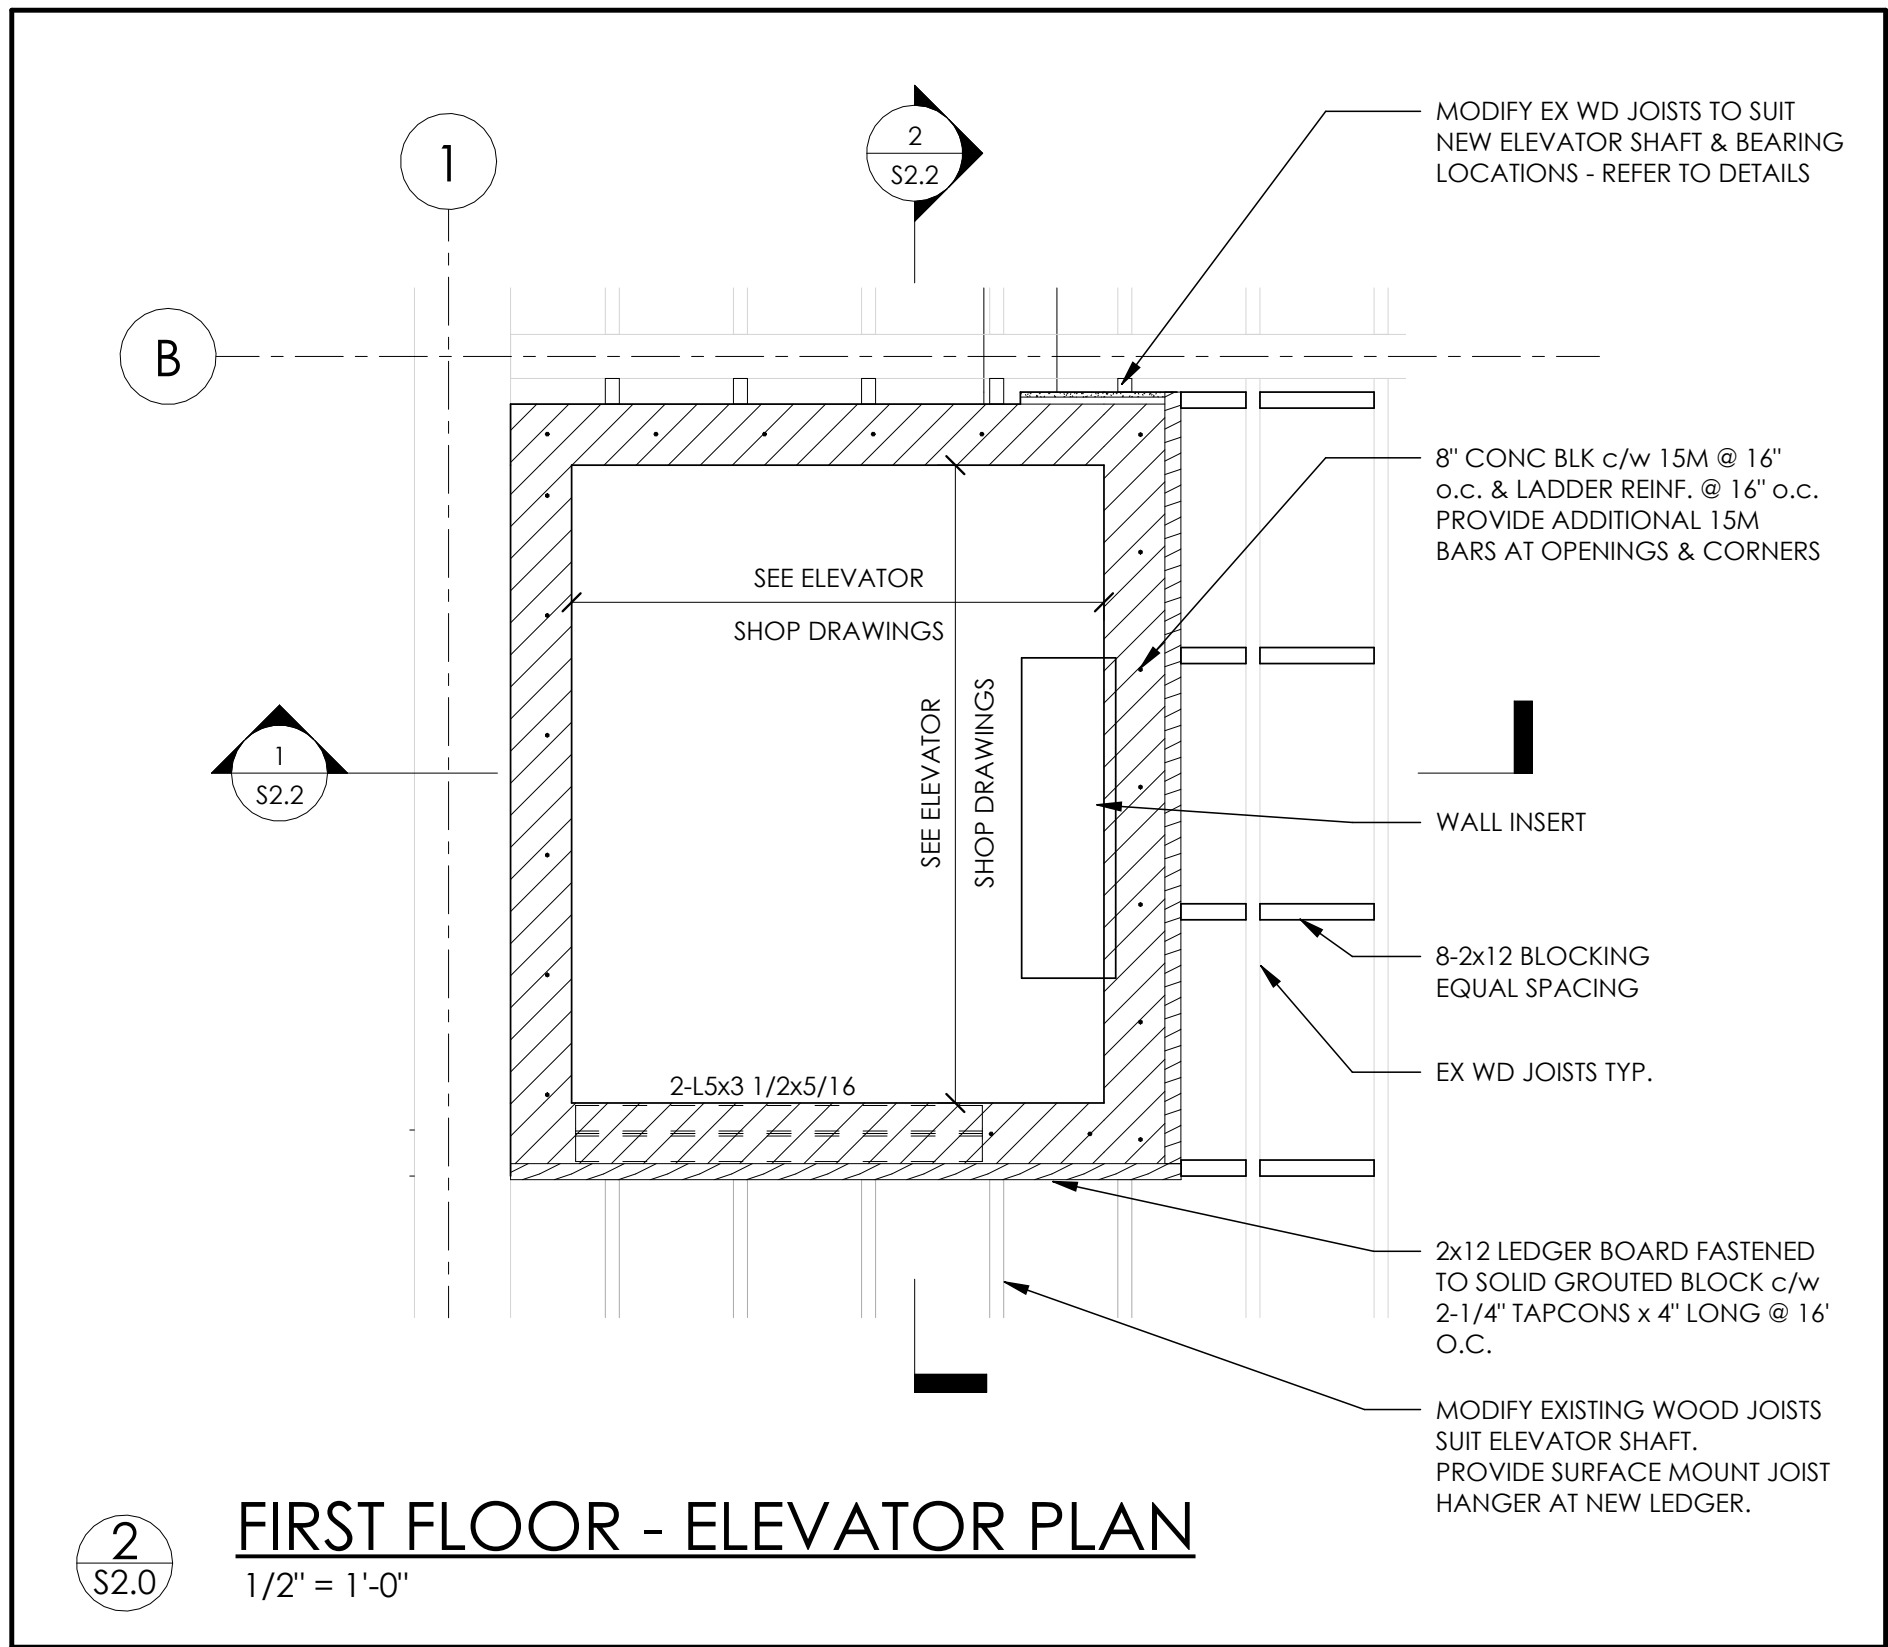 1
2
S2.2
MODIFY EX WD JOISTS TO SUIT
NEW ELEVATOR SHAFT & BEARING
LOCATIONS - REFER TO DETAILS
B
8" CONC BLK c/w 15M @ 16"
o.c. & LADDER REINF. @ 16" o.c.
PROVIDE ADDITIONAL 15M
BARS AT OPENINGS & CORNERS
SEE ELEVATOR
SHOP DRAWINGS
SEE ELEVATOR
SHOP DRAWINGS
1
S2.2
WALL INSERT
8-2x12 BLOCKING
EQUAL SPACING
EX WD JOISTS TYP.
2-L5x3 1/2x5/16
2x12 LEDGER BOARD FASTENED
TO SOLID GROUTED BLOCK c/w
2-1/4" TAPCONS x 4" LONG @ 16'
O.C.
MODIFY EXISTING WOOD JOISTS
SUIT ELEVATOR SHAFT.
PROVIDE SURFACE MOUNT JOIST
HANGER AT NEW LEDGER.
2
S2.0
FIRST FLOOR - ELEVATOR PLAN
1/2" = 1'-0"